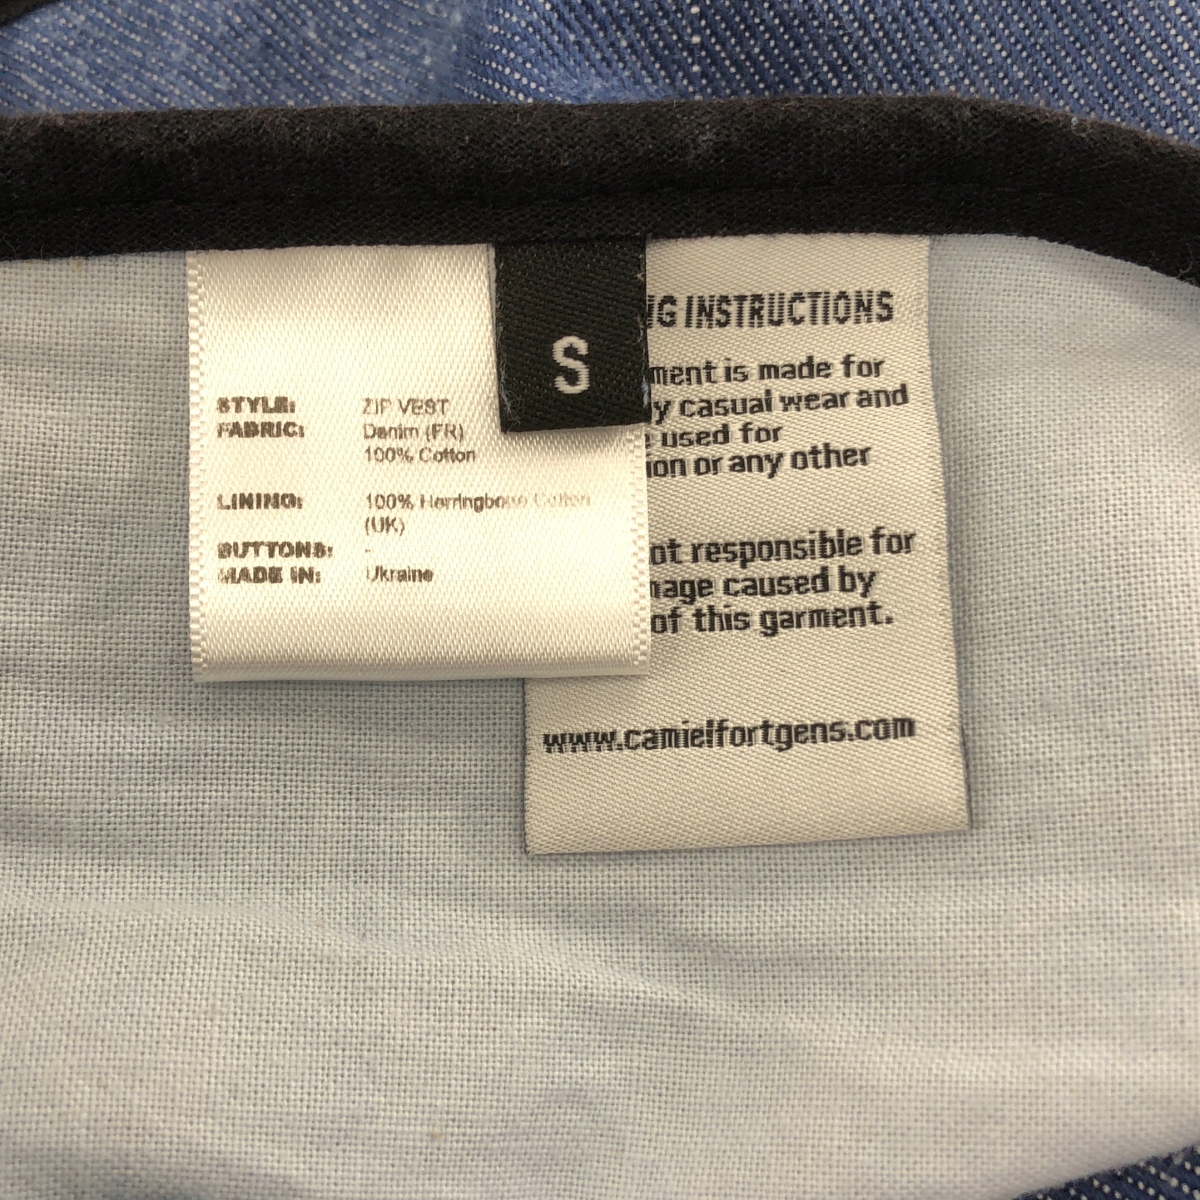 S
STYLE: ZIP VEST
FABRIC: Denim (FR)
100% Cotton
LINING: 100% Herringbone Cotton
(UK)
BUTTONS: -
MADE IN: Ukraine
G INSTRUCTIONS
ment is made for
y casual wear and
used for
ion or any other
ot responsible for
mage caused by
of this garment.
www.camielfortgens.com